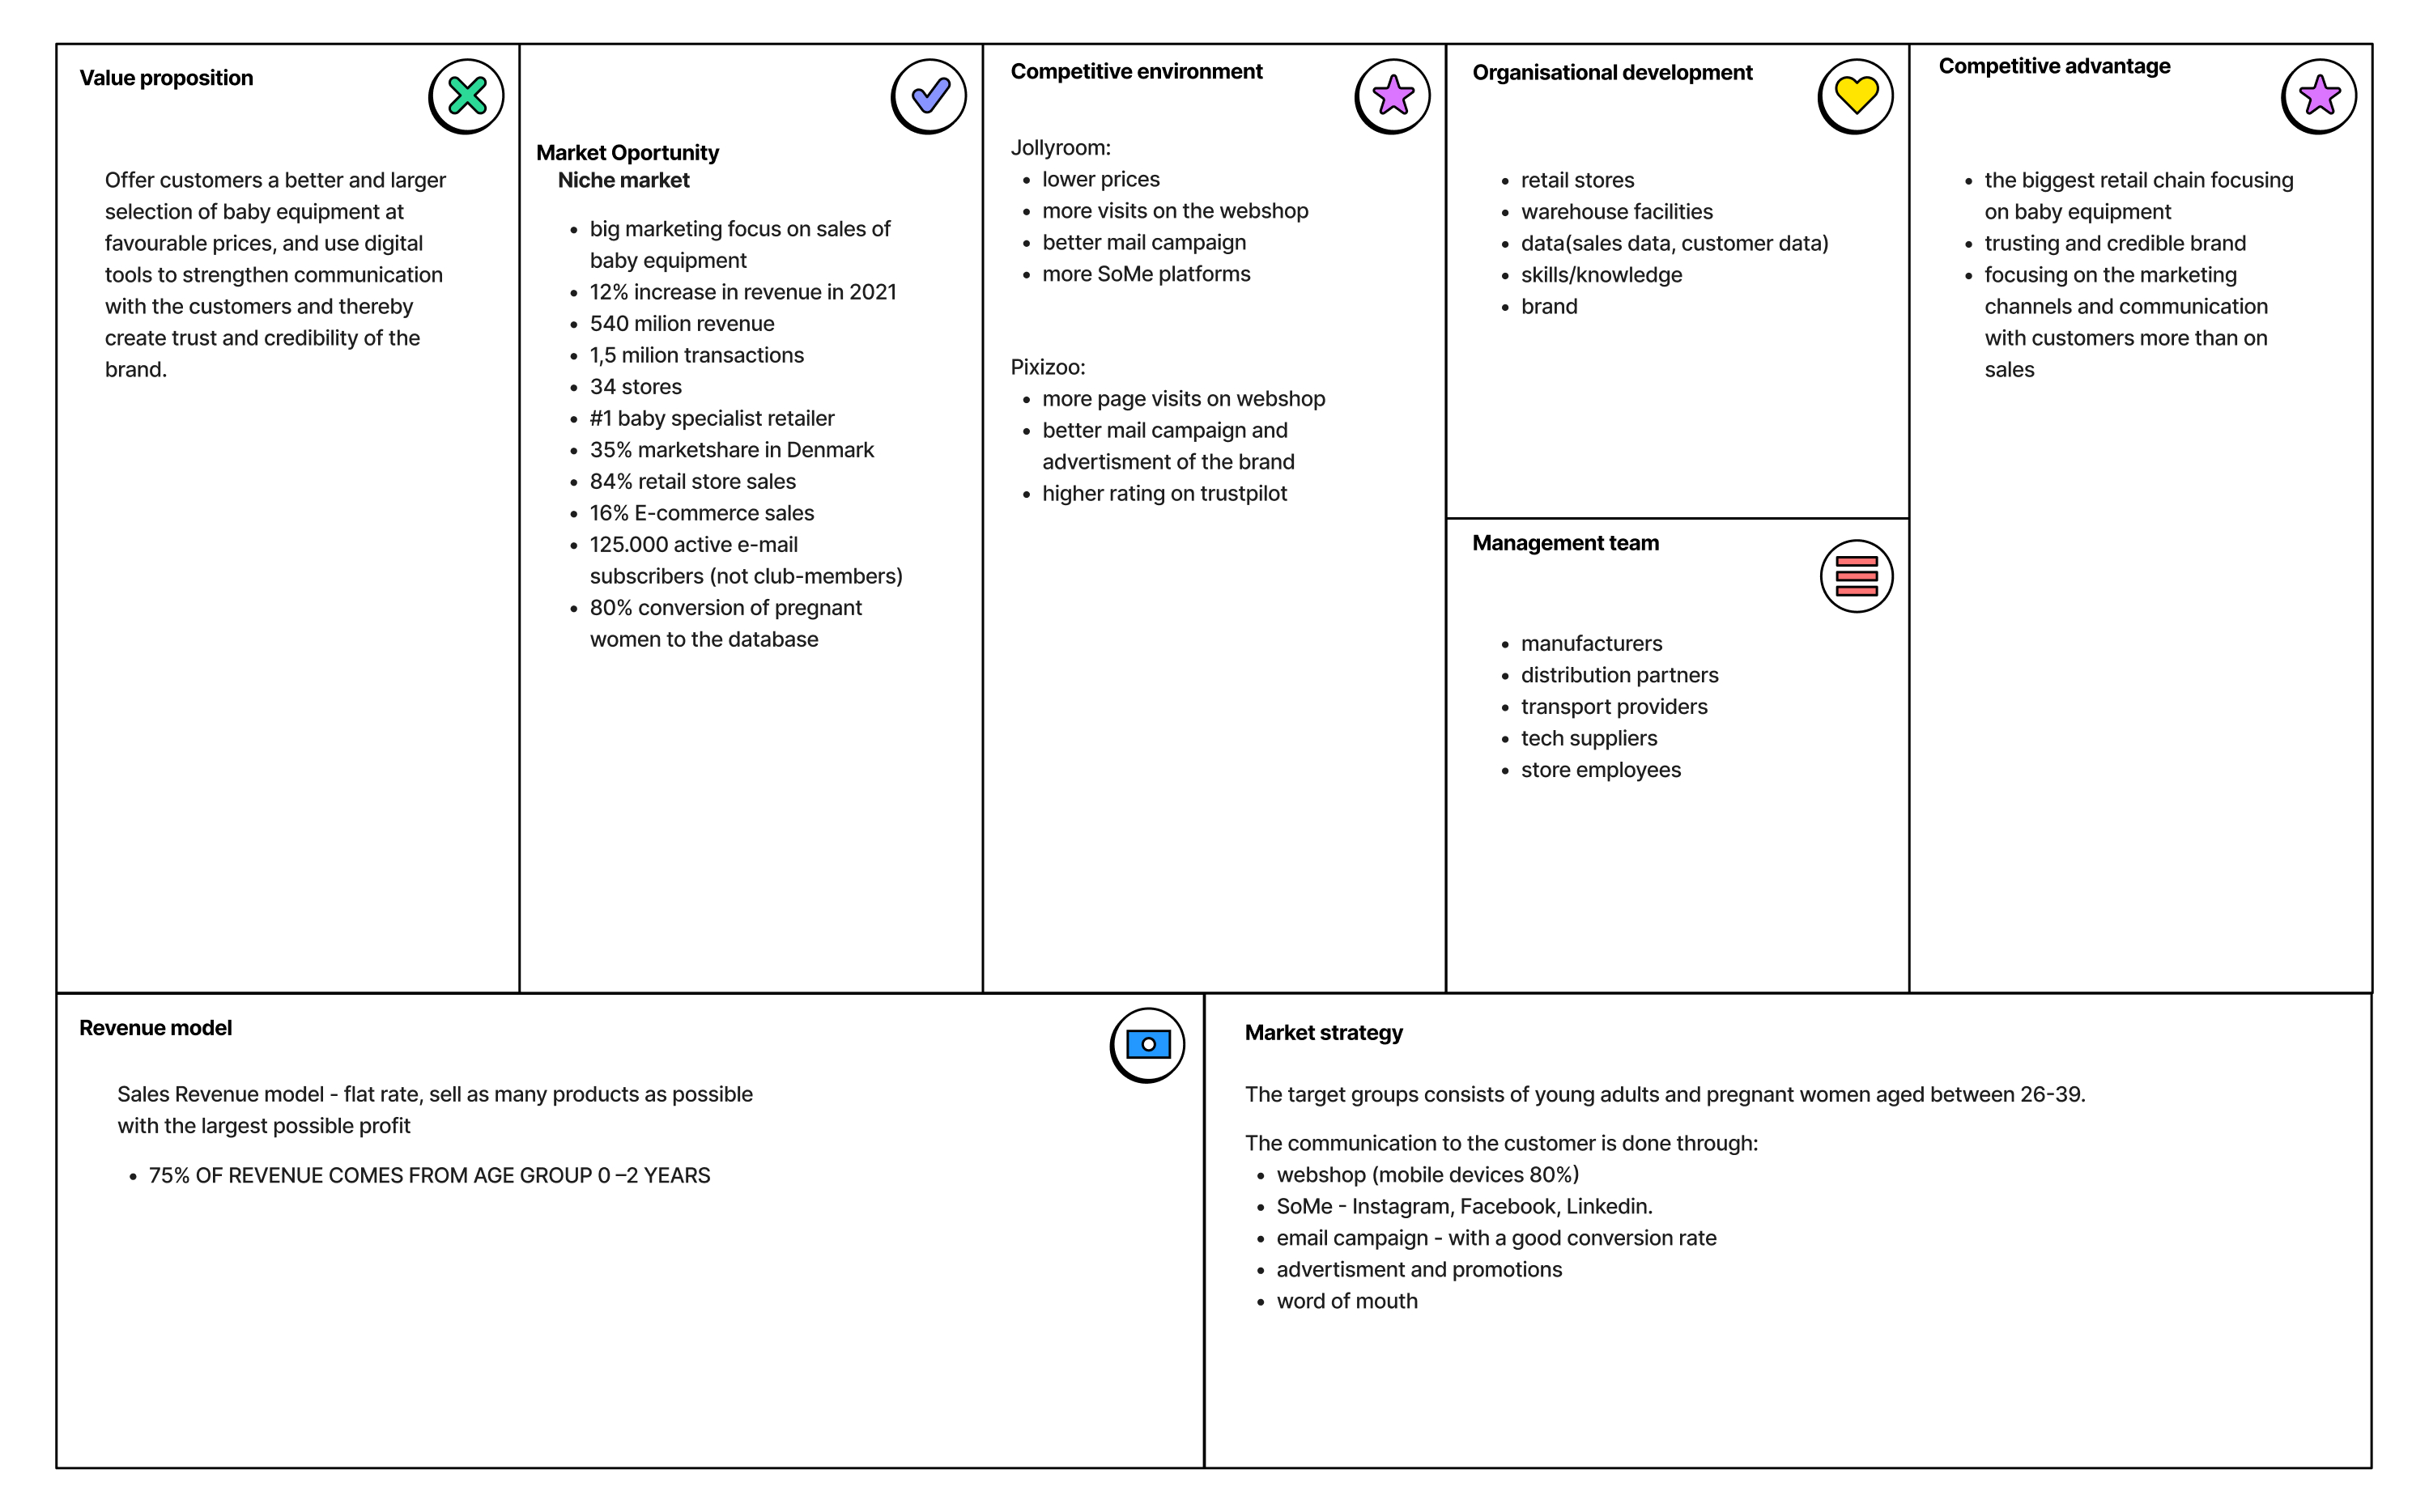 Value proposition
Offer customers a better and larger
selection of baby equipment at
favourable prices, and use digital
tools to strengthen communication
with the customers and thereby
create trust and credibility of the
brand.
Market Oportunity
Niche market
• big marketing focus on sales of
baby equipment
• 12% increase in revenue in 2021
• 540 milion revenue
• 1,5 milion transactions
• 34 stores
• #1 baby specialist retailer
• 35% marketshare in Denmark
• 84% retail store sales
• 16% E-commerce sales
• 125.000 active e-mail
subscribers (not club-members)
• 80% conversion of pregnant
women to the database
Competitive environment
Jollyroom:
• lower prices
• more visits on the webshop
• better mail campaign
• more SoMe platforms
Pixizoo:
• more page visits on webshop
• better mail campaign and
advertisment of the brand
• higher rating on trustpilot
Organisational development
• retail stores
• warehouse facilities
• data(sales data, customer data)
• skills/knowledge
• brand
Management team
• manufacturers
• distribution partners
• transport providers
• tech suppliers
• store employees
Competitive advantage
• the biggest retail chain focusing
on baby equipment
• trusting and credible brand
• focusing on the marketing
channels and communication
with customers more than on
sales
Revenue model
Sales Revenue model - flat rate, sell as many products as possible
with the largest possible profit
• 75% OF REVENUE COMES FROM AGE GROUP 0 –2 YEARS
Market strategy
The target groups consists of young adults and pregnant women aged between 26-39.
The communication to the customer is done through:
• webshop (mobile devices 80%)
• SoMe - Instagram, Facebook, Linkedin.
• email campaign - with a good conversion rate
• advertisment and promotions
• word of mouth